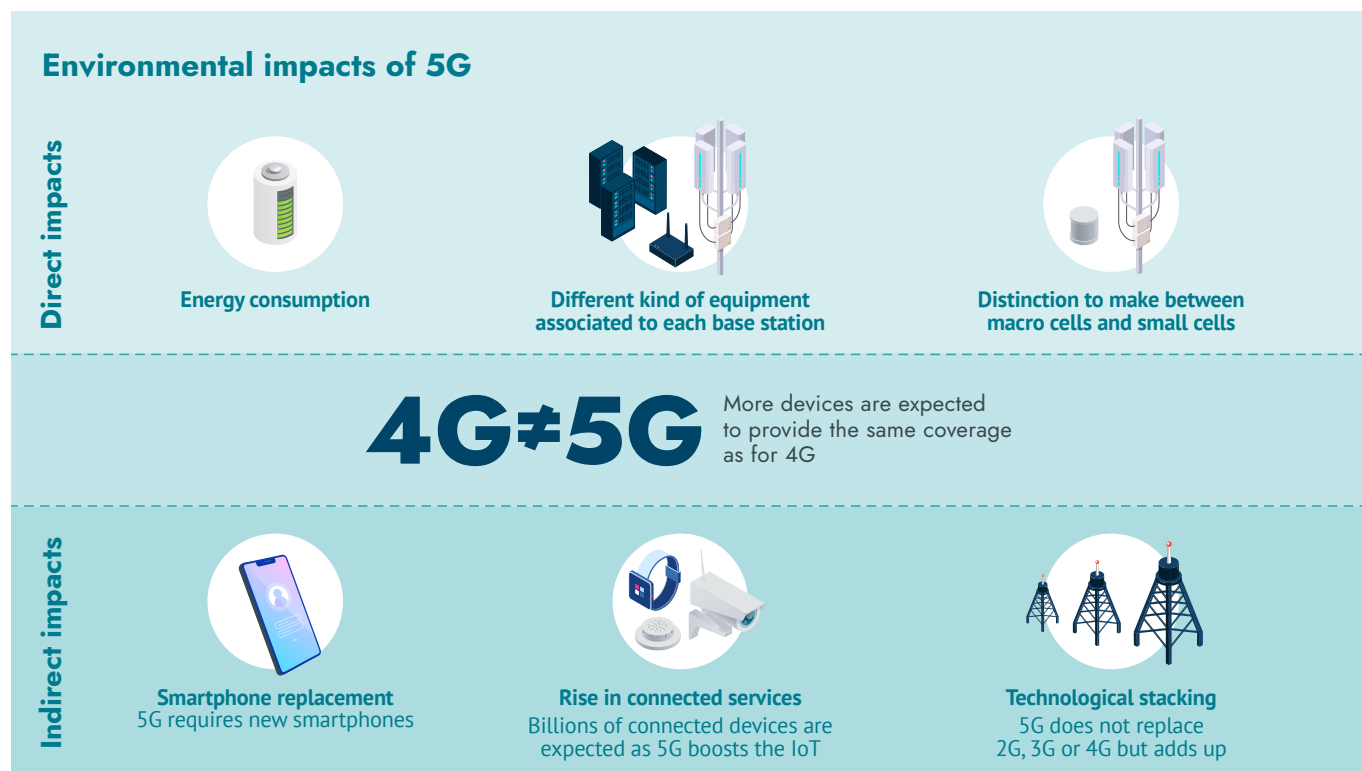 Environmental impacts of 5G
Direct impacts
Energy consumption
Different kind of equipment
associated to each base station
Distinction to make between
macro cells and small cells
4G≠5G
More devices are expected
to provide the same coverage
as for 4G
Indirect impacts
Smartphone replacement
5G requires new smartphones
Rise in connected services
Billions of connected devices are
expected as 5G boosts the IoT
Technological stacking
5G does not replace
2G, 3G or 4G but adds up